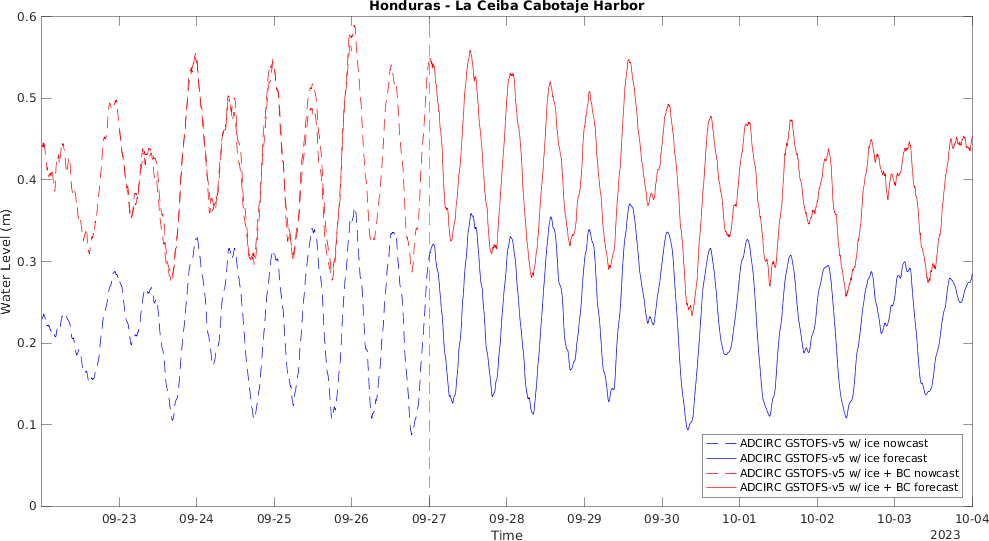 Honduras - La Ceiba Cabotaje Harbor
0.6
0.5
0.4
0.3
0.2
0.1
0
Water Level (m)
ADCIRC GSTOFS-v5 w/ ice nowcast
ADCIRC GSTOFS-v5 w/ ice forecast
ADCIRC GSTOFS-v5 w/ ice + BC nowcast
ADCIRC GSTOFS-v5 w/ ice + BC forecast
09-23 09-24 09-25 09-26 09-27 09-28 09-29 09-30 10-01 10-02 10-03 10-04
Time
2023